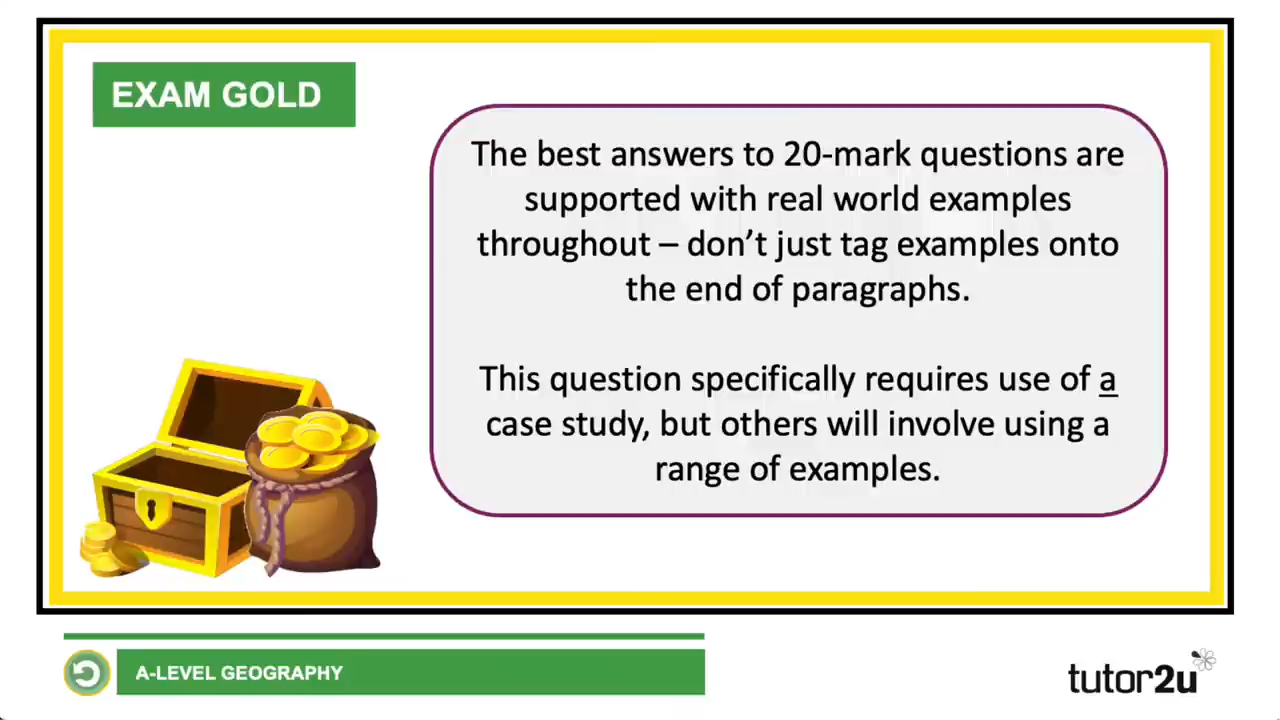 EXAM GOLD
The best answers to 20-mark questions are
supported with real world examples
throughout – don’t just tag examples onto
the end of paragraphs.
This question specifically requires use of a
case study, but others will involve using a
range of examples.
A-LEVEL GEOGRAPHY
tutor2u